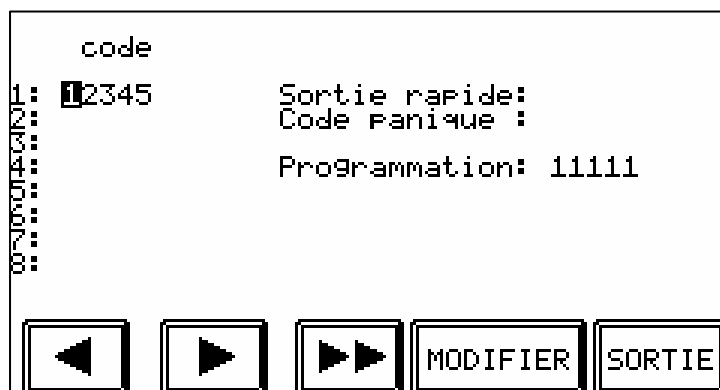 code
1: 12345 Sortie rapide:
2: Code panique :
3:
4: Programmation: 11111
5:
6:
7:
8:
MODIFIER SORTIE